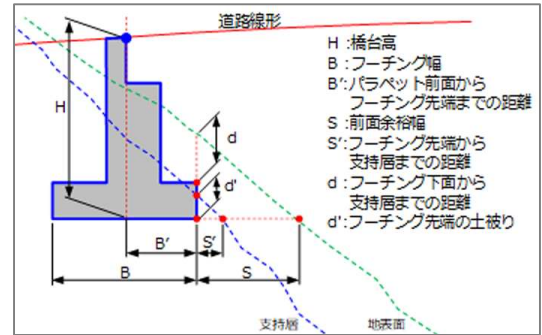 道路線形
H :橋台高
B :フーチング幅
B':パラペット前面から
フーチング先端までの距離
S :前面余裕幅
S':フーチング先端から
支持層までの距離
d :フーチング下面から
支持層までの距離
d':フーチング先端の土被り
H
d
d'
B'
S'
B
S
支持層
地表面